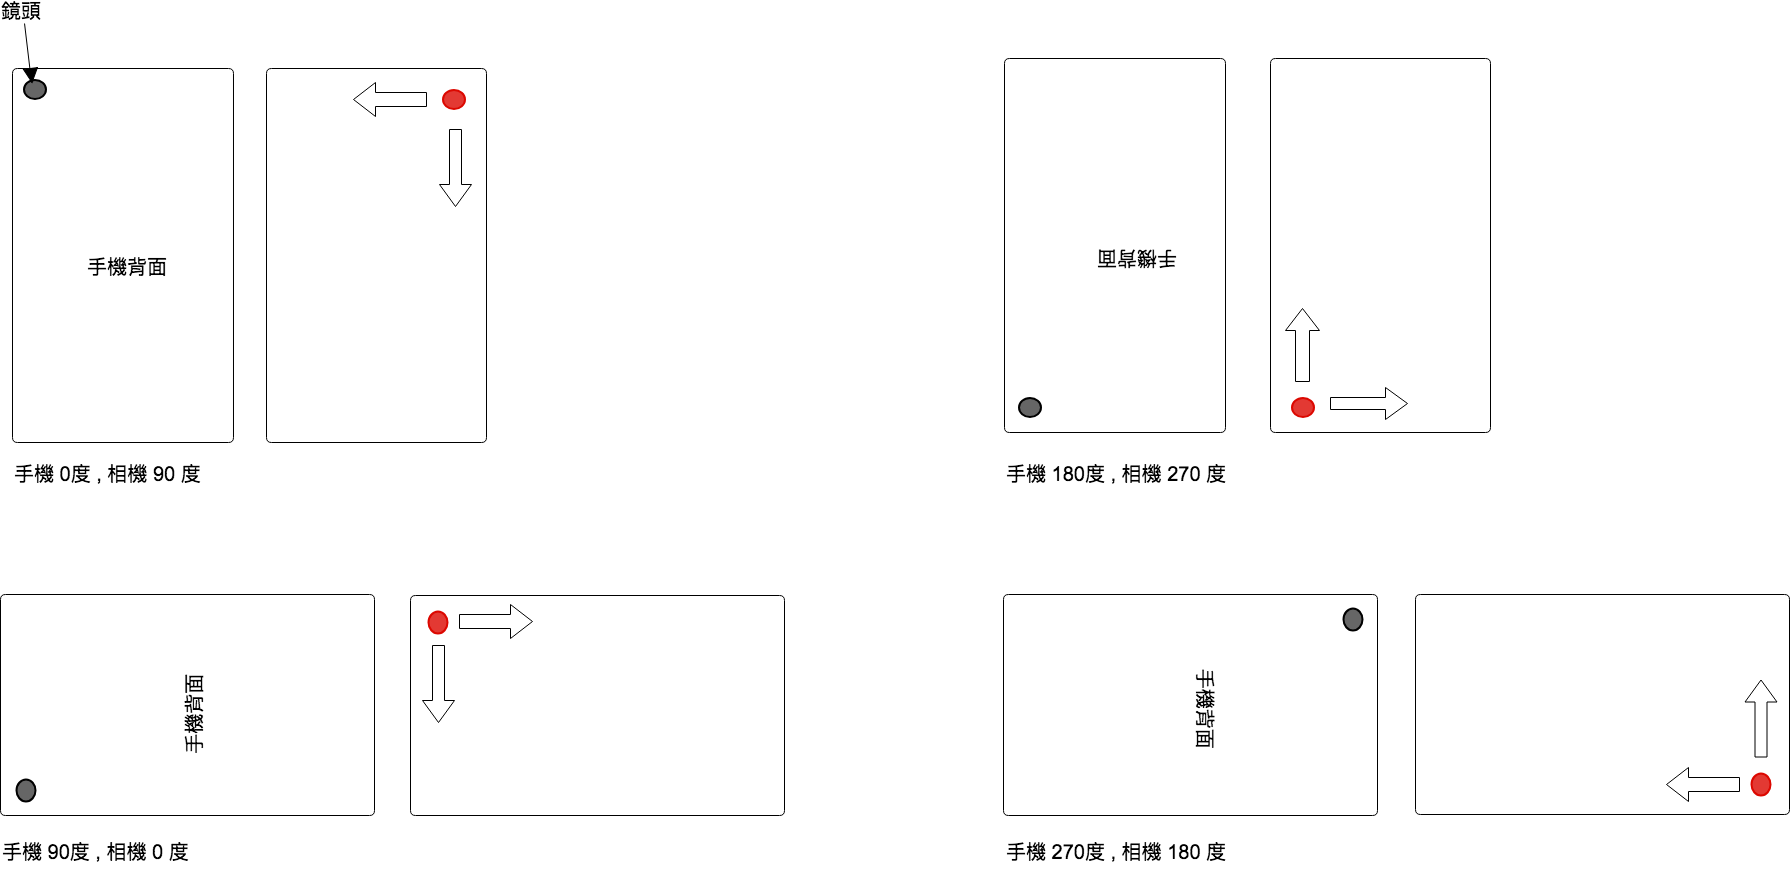 鏡頭
手機背面
手機背面
手機 0度 , 相機 90 度
手機 180度 , 相機 270 度
手機背面
手機背面
手機 90度 , 相機 0 度
手機 270度 , 相機 180 度